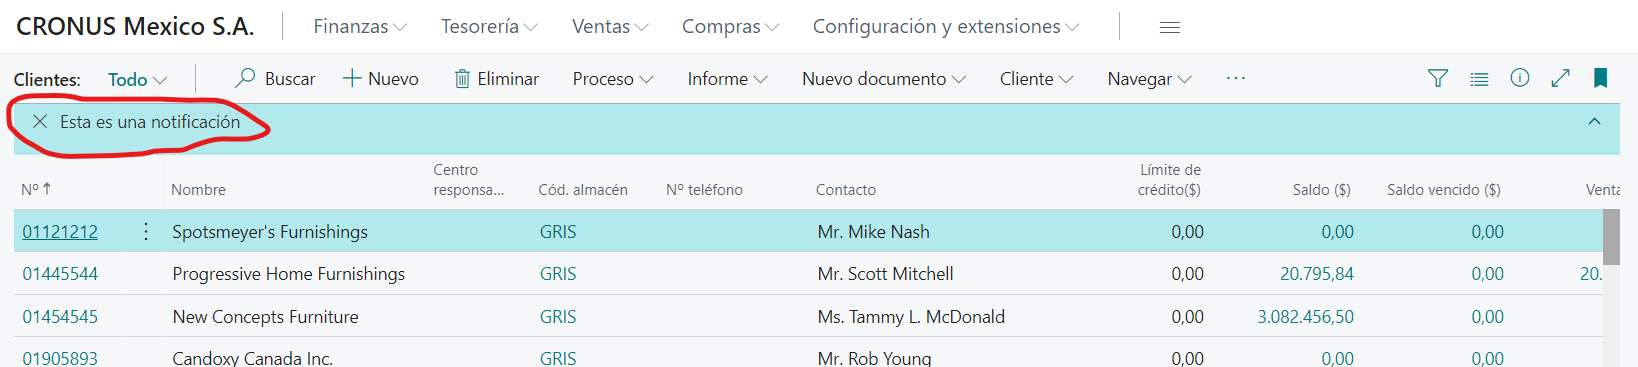 CRONUS Mexico S.A. Finanzas Tesorería Ventas Compras Configuración y extensiones
Clientes: Todo Buscar Nuevo Eliminar Proceso Informe Nuevo documento Cliente Navegar ...
Esta es una notificación
Nº Nombre Centro responsa... Cód. almacén Nº teléfono Contacto Límite de crédito($) Saldo ($) Saldo vencido ($) Venta
01121212 Spotsmeyer's Furnishings GRIS Mr. Mike Nash 0,00 0,00 0,00
01445544 Progressive Home Furnishings GRIS Mr. Scott Mitchell 0,00 20.795,84 0,00 20.
01454545 New Concepts Furniture GRIS Ms. Tammy L. McDonald 0,00 3.082.456,50 0,00
01905893 Candoxy Canada Inc. GRIS Mr. Rob Young 0,00 0,00 0,00